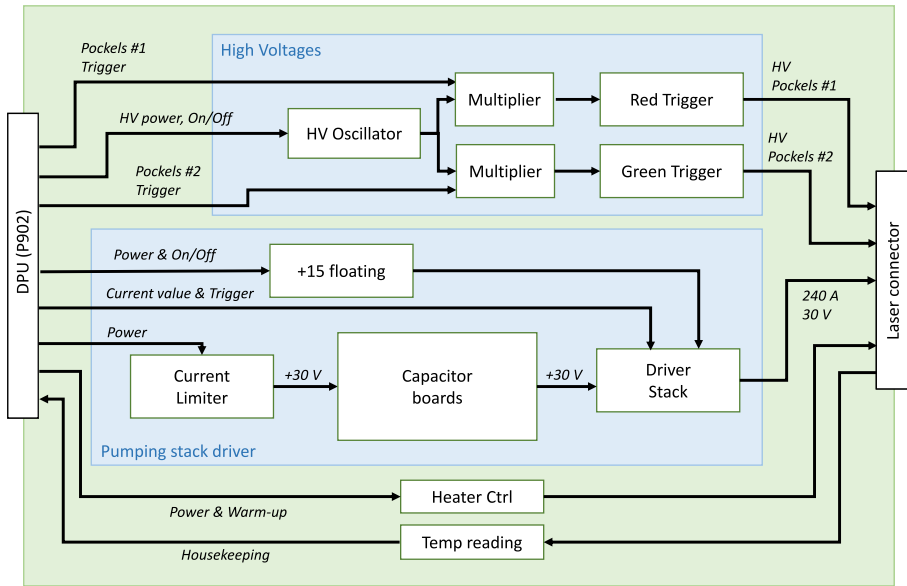 Pockels #1
Trigger
High Voltages
HV
Pockels #1
HV power, On/Off
HV Oscillator
Multiplier
Red Trigger
HV
Pockels #2
Pockels #2
Trigger
Multiplier
Green Trigger
DPU (P902)
Laser connector
Power & On/Off
+15 floating
Current value & Trigger
240 A
30 V
Power
Current
Limiter
+30 V
Capacitor
boards
+30 V
Driver
Stack
Pumping stack driver
Heater Ctrl
Power & Warm-up
Temp reading
Housekeeping